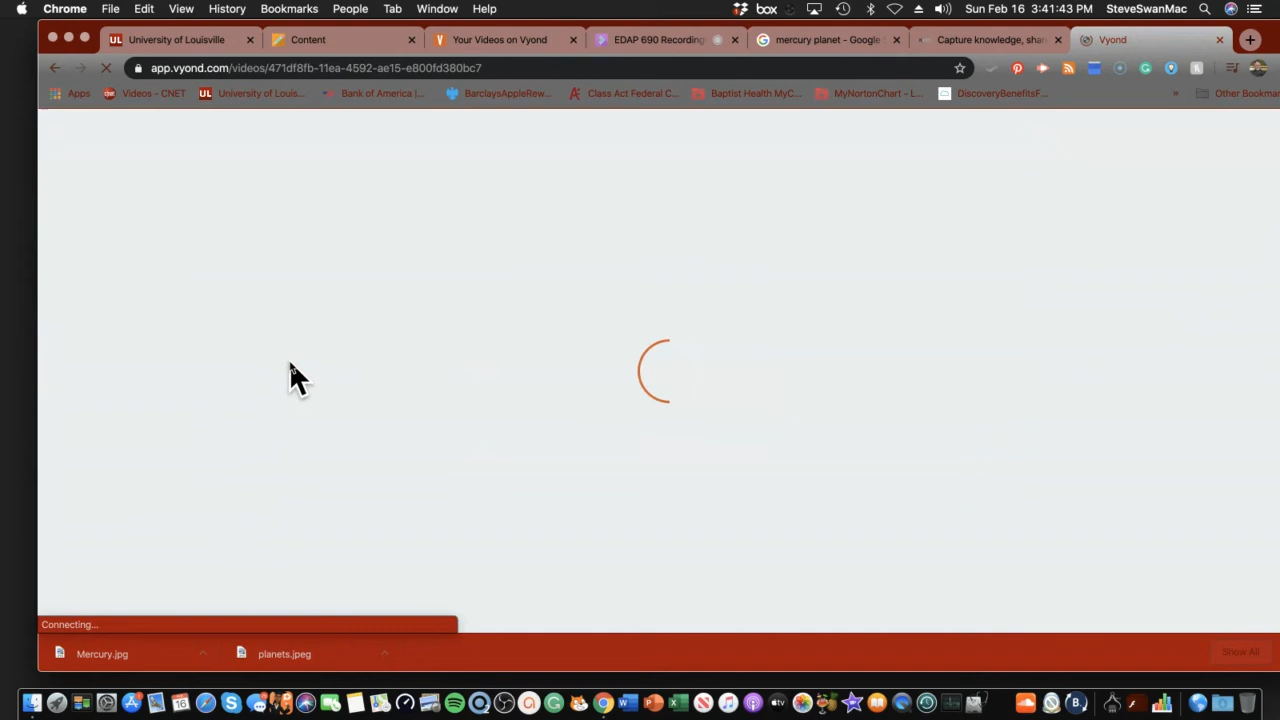 Chrome File Edit View History Bookmarks People Tab Window Help box Sun Feb 16 3:41:43 PM SteveSwanMac
UL University of Louisville Content Your Videos on Vyond EDAP 690 Recording mercury planet - Google Capture knowledge, shar Vyond
app.vyond.com/videos/471df8fb-11ea-4592-ae15-e800fd380bc7
Apps Videos - CNET UL University of Louis... Bank of America |... BarclaysAppleRew... Class Act Federal C... Baptist Health MyC... MyNortonChart - L... DiscoveryBenefitsF... » Other Bookmar
Connecting...
Mercury.jpg planets.jpeg Show All